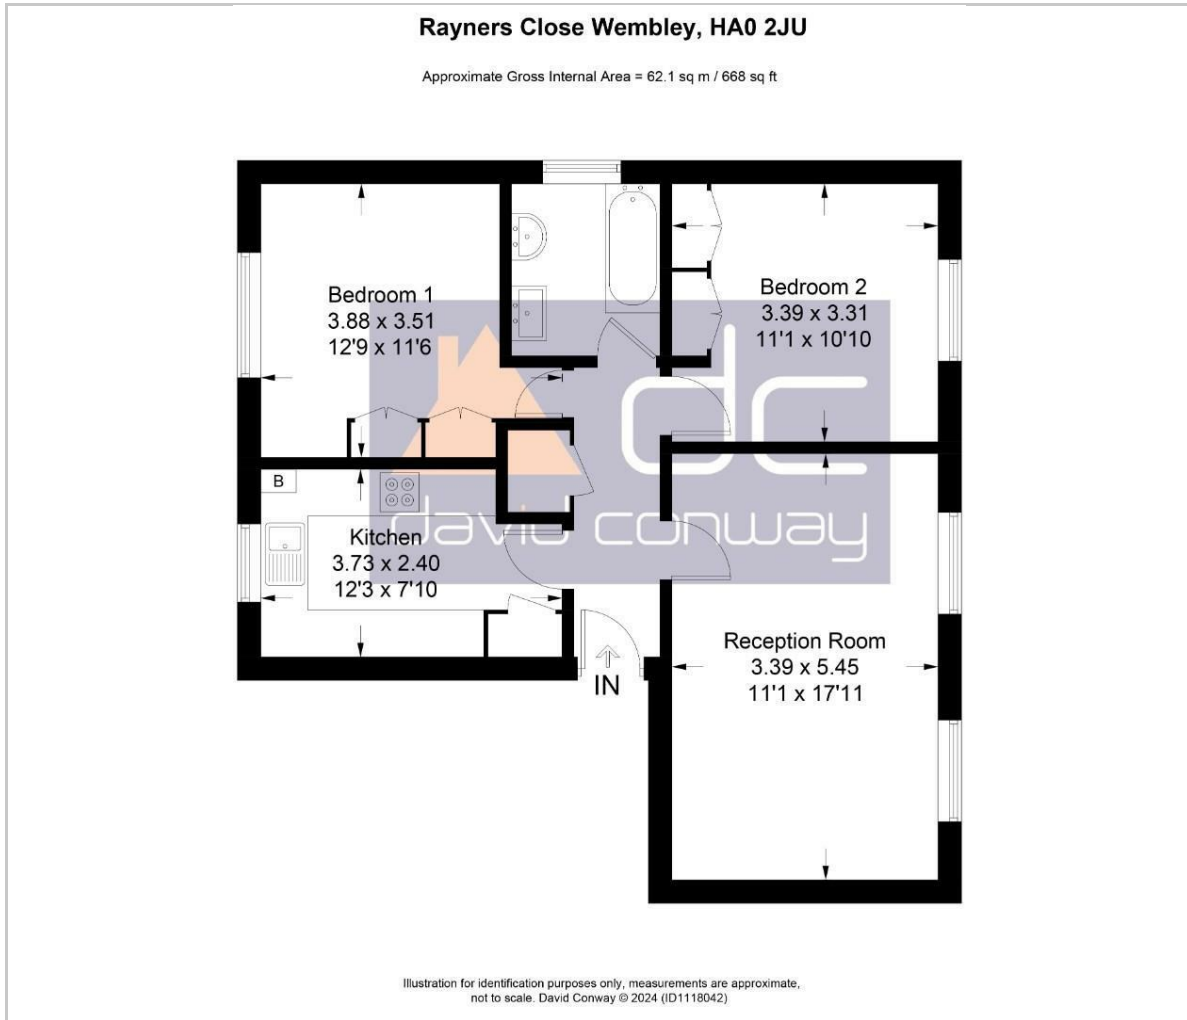 Rayners Close Wembley, HA0 2JU
Approximate Gross Internal Area = 62.1 sq m / 668 sq ft
Bedroom 1
3.88 x 3.51
12'9 x 11'6
Bedroom 2
3.39 x 3.31
11'1 x 10'10
dc
david conway
B
Kitchen
3.73 x 2.40
12'3 x 7'10
Reception Room
3.39 x 5.45
11'1 x 17'11
IN
Illustration for identification purposes only, measurements are approximate,
not to scale. David Conway © 2024 (ID1118042)